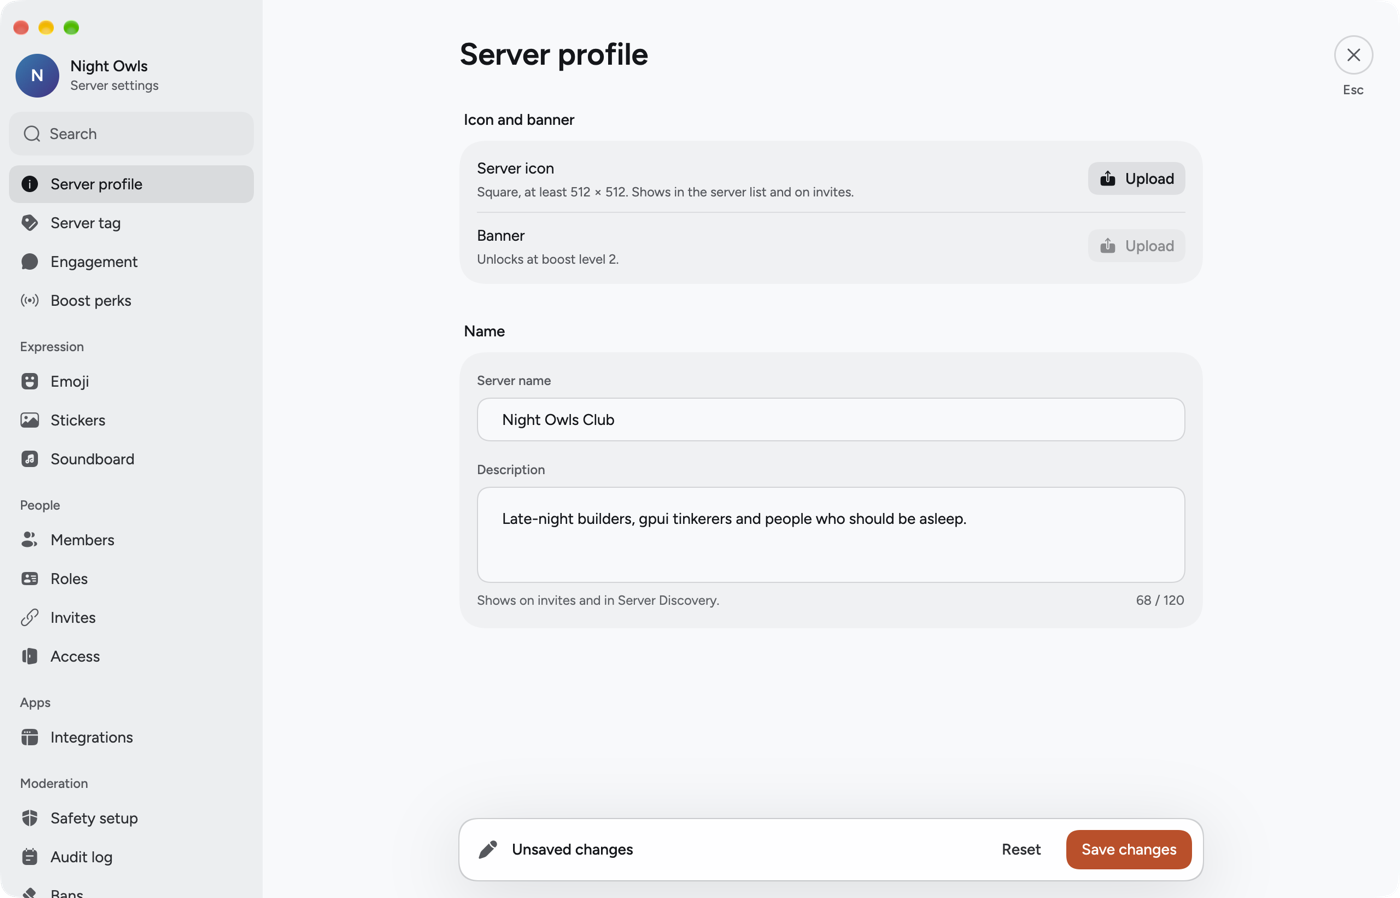 N
Night Owls
Server settings
Search
Server profile
Server tag
Engagement
Boost perks
Expression
Emoji
Stickers
Soundboard
People
Members
Roles
Invites
Access
Apps
Integrations
Moderation
Safety setup
Audit log
Bans
Server profile
Esc
Icon and banner
Server icon
Square, at least 512 × 512. Shows in the server list and on invites.
Upload
Banner
Unlocks at boost level 2.
Upload
Name
Server name
Night Owls Club
Description
Late-night builders, gpui tinkerers and people who should be asleep.
Shows on invites and in Server Discovery.
68 / 120
Unsaved changes
Reset
Save changes